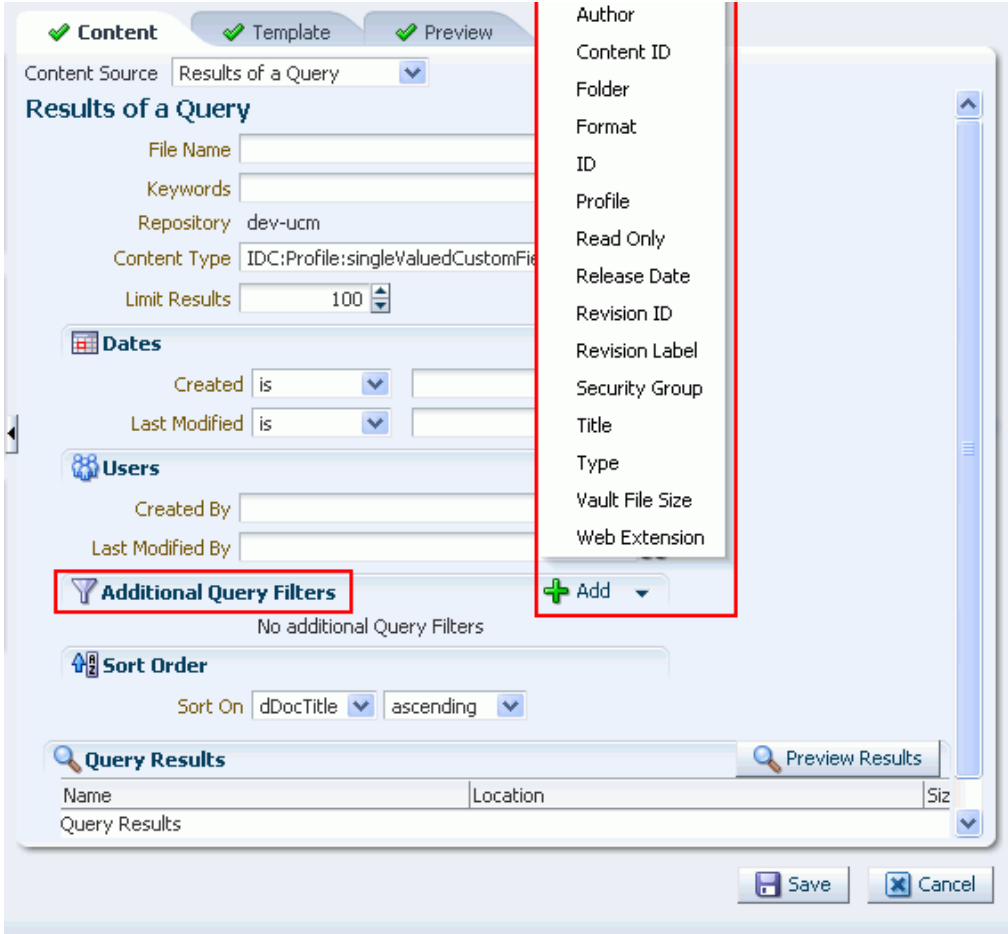 Content Template Preview
Content Source Results of a Query
Results of a Query
File Name
Keywords
Repository dev-ucm
Content Type IDC:Profile:singleValuedCustomFie
Limit Results 100
Dates
Created is
Last Modified is
Users
Created By
Last Modified By
Author
Content ID
Folder
Format
ID
Profile
Read Only
Release Date
Revision ID
Revision Label
Security Group
Title
Type
Vault File Size
Web Extension
Additional Query Filters Add
No additional Query Filters
Sort Order
Sort On dDocTitle ascending
Query Results Preview Results
Name Location Siz
Query Results
Save Cancel